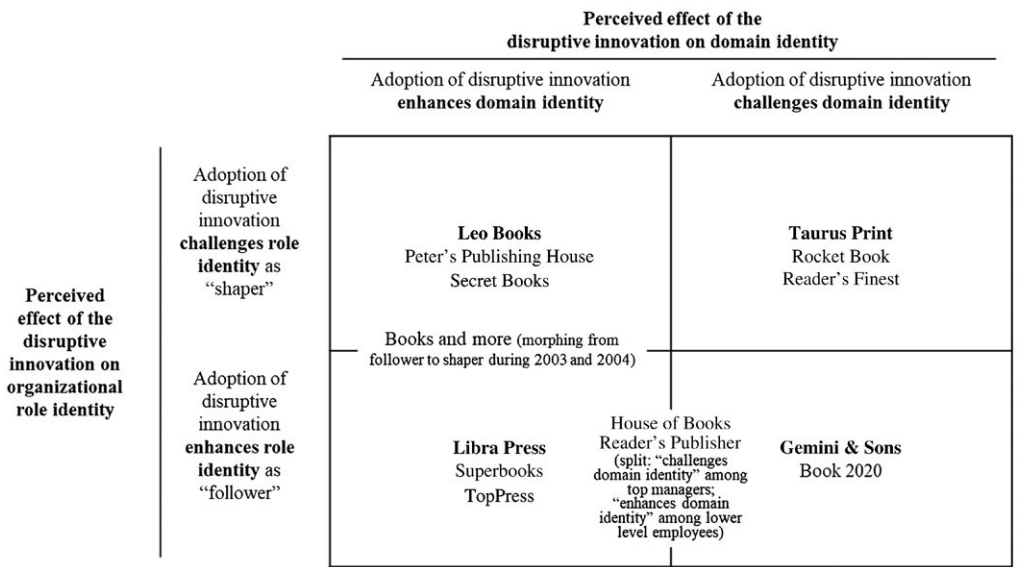 Perceived effect of the
disruptive innovation on domain identity
Adoption of disruptive innovation
enhances domain identity
Adoption of disruptive innovation
challenges domain identity
Perceived
effect of the
disruptive
innovation on
organizational
role identity
Adoption of
disruptive
innovation
challenges role
identity as
“shaper”
Leo Books
Peter’s Publishing House
Secret Books
Taurus Print
Rocket Book
Reader’s Finest
Books and more (morphing from
follower to shaper during 2003 and 2004)
Adoption of
disruptive
innovation
enhances role
identity as
“follower”
Libra Press
Superbooks
TopPress
House of Books
Reader’s Publisher
(split: “challenges
domain identity” among
top managers;
“enhances domain
identity” among lower
level employees)
Gemini & Sons
Book 2020